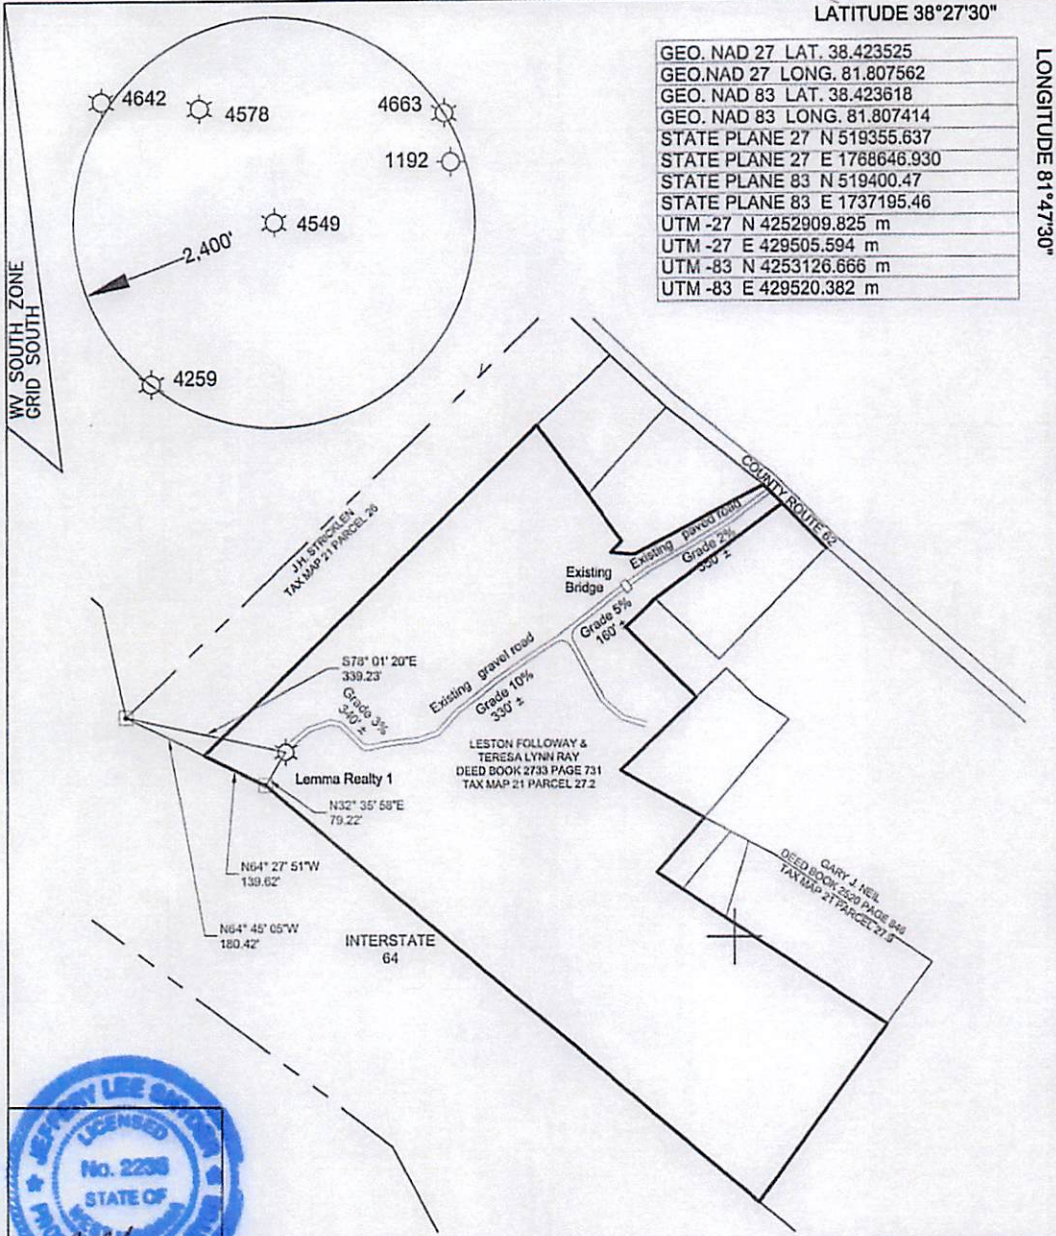 LATITUDE 38°27'30"
LONGITUDE 81°47'30"
GEO. NAD 27 LAT. 38.423525
GEO.NAD 27 LONG. 81.807562
GEO. NAD 83 LAT. 38.423618
GEO. NAD 83 LONG. 81.807414
STATE PLANE 27 N 519355.637
STATE PLANE 27 E 1768646.930
STATE PLANE 83 N 519400.47
STATE PLANE 83 E 1737195.46
UTM -27 N 4252909.825 m
UTM -27 E 429505.594 m
UTM -83 N 4253126.666 m
UTM -83 E 429520.382 m
4642
4578
4663
1192
4549
2,400'
4259
WV SOUTH ZONE
GRID SOUTH
COUNTY ROUTE 62
J.H. STRICKLEN
TAX MAP 21 PARCEL 26
Existing paved road
Grade 2%
Existing
Bridge
Grade 5%
160' ±
Existing gravel road
Grade 10%
330' ±
S78° 01' 20"E
339.23'
Grade 3%
340' ±
LESTON FOLLOWAY &
TERESA LYNN RAY
DEED BOOK 2733 PAGE 731
TAX MAP 21 PARCEL 27.2
Lemma Realty 1
N32° 35' 58"E
79.22'
N64° 27' 51"W
139.62'
N64° 45' 05"W
180.42'
INTERSTATE
64
GARY J. NEIL
DEED BOOK 2520 PAGE 846
TAX MAP 21 PARCEL 27.9
JEFFERY LEE SNYDER
LICENSED
No. 2238
STATE OF